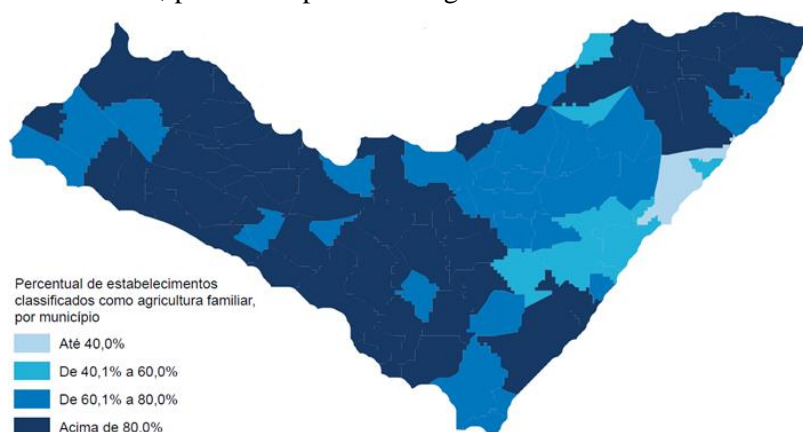 Percentual de estabelecimentos
classificados como agricultura familiar,
por município
Até 40,0%
De 40,1% a 60,0%
De 60,1% a 80,0%
Acima de 80,0%